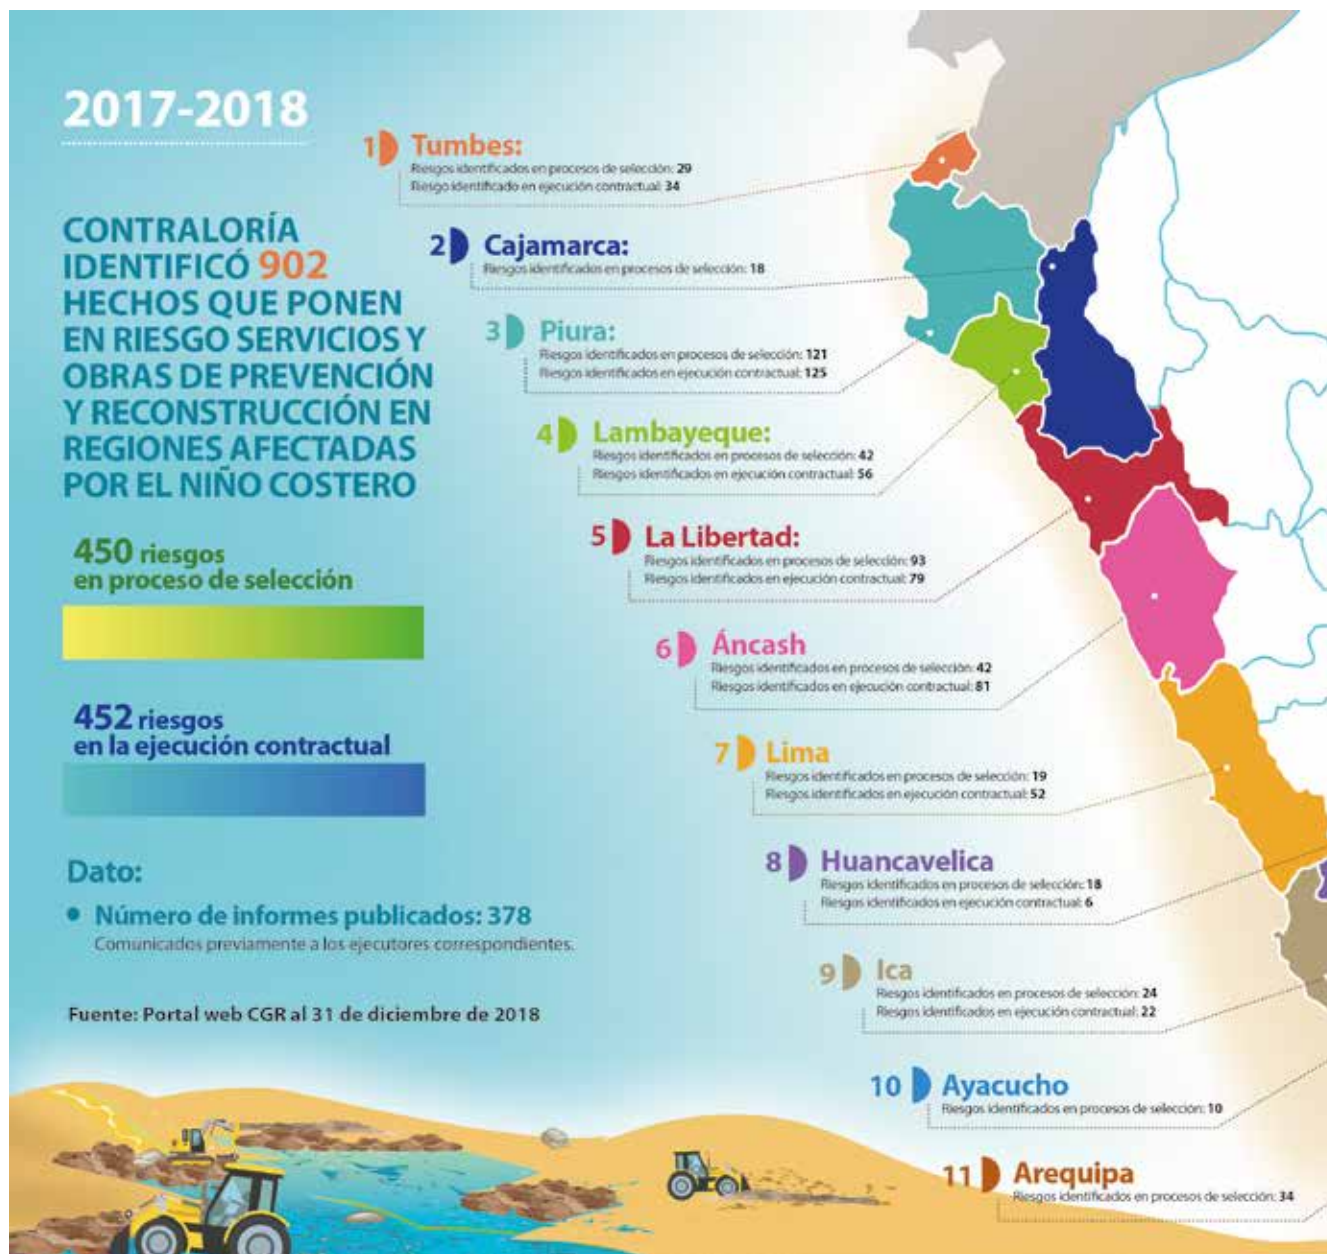 2017-2018
CONTRALORÍA
IDENTIFICÓ 902
HECHOS QUE PONEN
EN RIESGO SERVICIOS Y
OBRAS DE PREVENCIÓN
Y RECONSTRUCCIÓN EN
REGIONES AFECTADAS
POR EL NIÑO COSTERO
450 riesgos
en proceso de selección
452 riesgos
en la ejecución contractual
Dato:
• Número de informes publicados: 378
Comunicados previamente a los ejecutores correspondientes.
Fuente: Portal web CGR al 31 de diciembre de 2018
1 Tumbes:
Riesgos identificados en procesos de selección: 29
Riesgo identificado en ejecución contractual: 34
2 Cajamarca:
Riesgos identificados en procesos de selección: 18
3 Piura:
Riesgos identificados en procesos de selección: 121
Riesgos identificados en ejecución contractual: 125
4 Lambayeque:
Riesgos identificados en procesos de selección: 42
Riesgos identificados en ejecución contractual: 56
5 La Libertad:
Riesgos identificados en procesos de selección: 93
Riesgos identificados en ejecución contractual: 79
6 Áncash
Riesgos identificados en procesos de selección: 42
Riesgos identificados en ejecución contractual: 81
7 Lima
Riesgos identificados en procesos de selección: 19
Riesgos identificados en ejecución contractual: 52
8 Huancavelica
Riesgos identificados en procesos de selección: 18
Riesgos identificados en ejecución contractual: 6
9 Ica
Riesgos identificados en procesos de selección: 24
Riesgos identificados en ejecución contractual: 22
10 Ayacucho
Riesgos identificados en procesos de selección: 10
11 Arequipa
Riesgos identificados en procesos de selección: 34